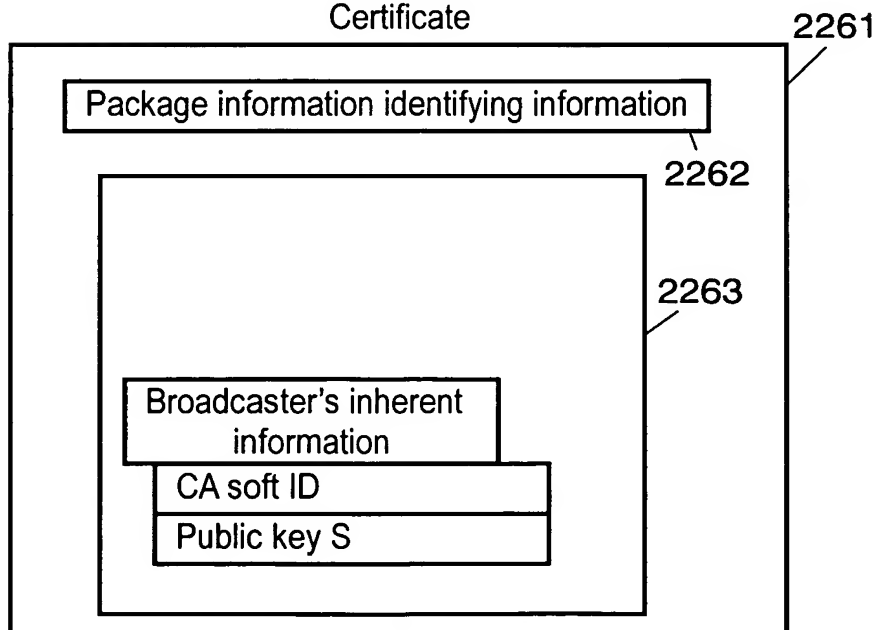 Certificate
2261
Package information identifying information
2262
2263
Broadcaster's inherent
information
CA soft ID
Public key S